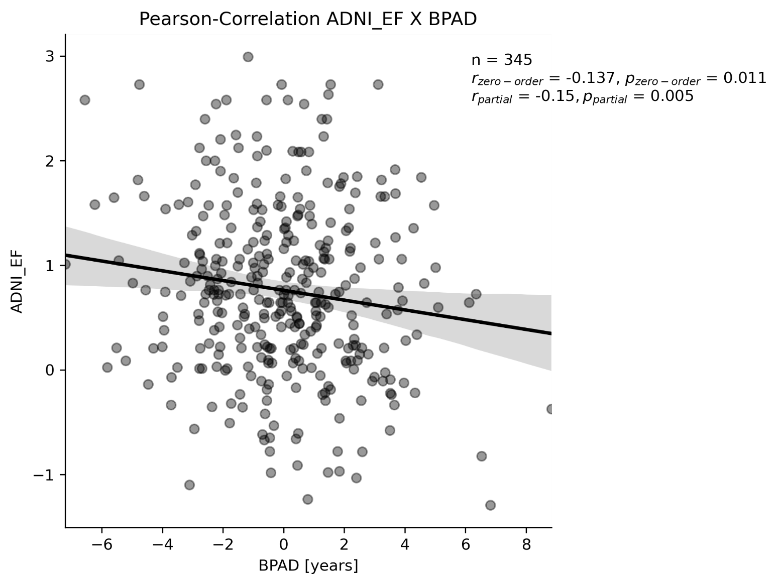 Pearson-Correlation ADNI_EF X BPAD
n = 345
r_zero−order = -0.137, p_zero−order = 0.011
r_partial = -0.15, p_partial = 0.005
ADNI_EF
3
2
1
0
−1
−6 −4 −2 0 2 4 6 8
BPAD [years]